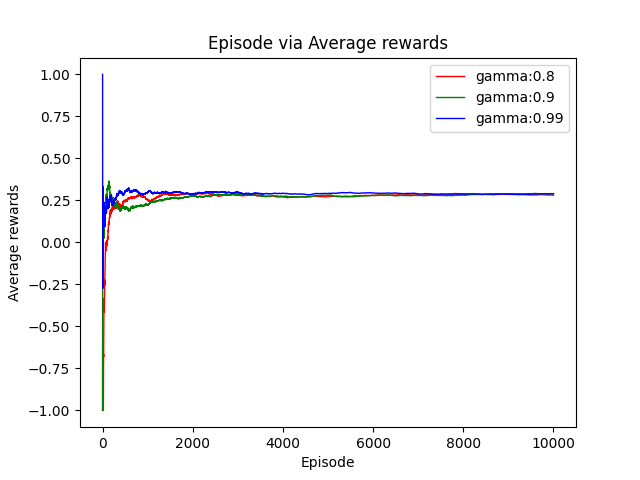 Episode via Average rewards
gamma:0.8
gamma:0.9
gamma:0.99
Average rewards
1.00
0.75
0.50
0.25
0.00
−0.25
−0.50
−0.75
−1.00
0 2000 4000 6000 8000 10000
Episode